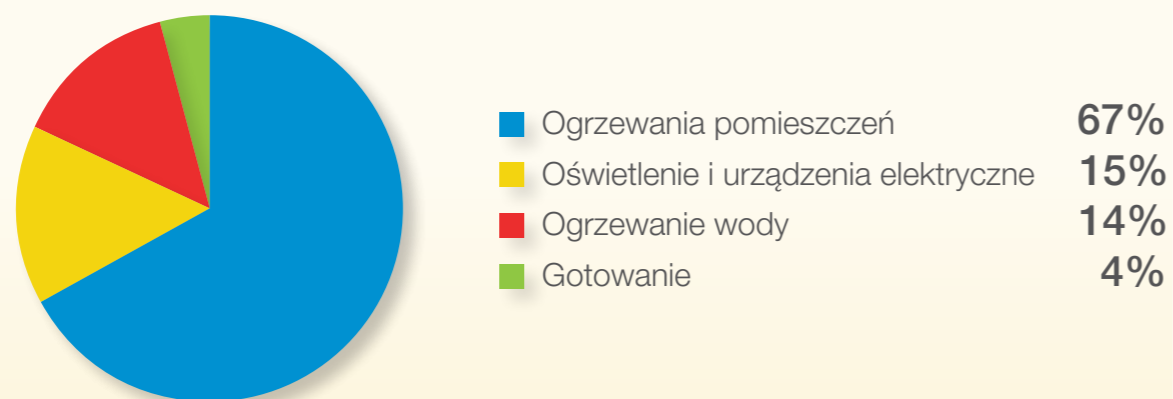 Ogrzewania pomieszczeń 67%
Oświetlenie i urządzenia elektryczne 15%
Ogrzewanie wody 14%
Gotowanie 4%